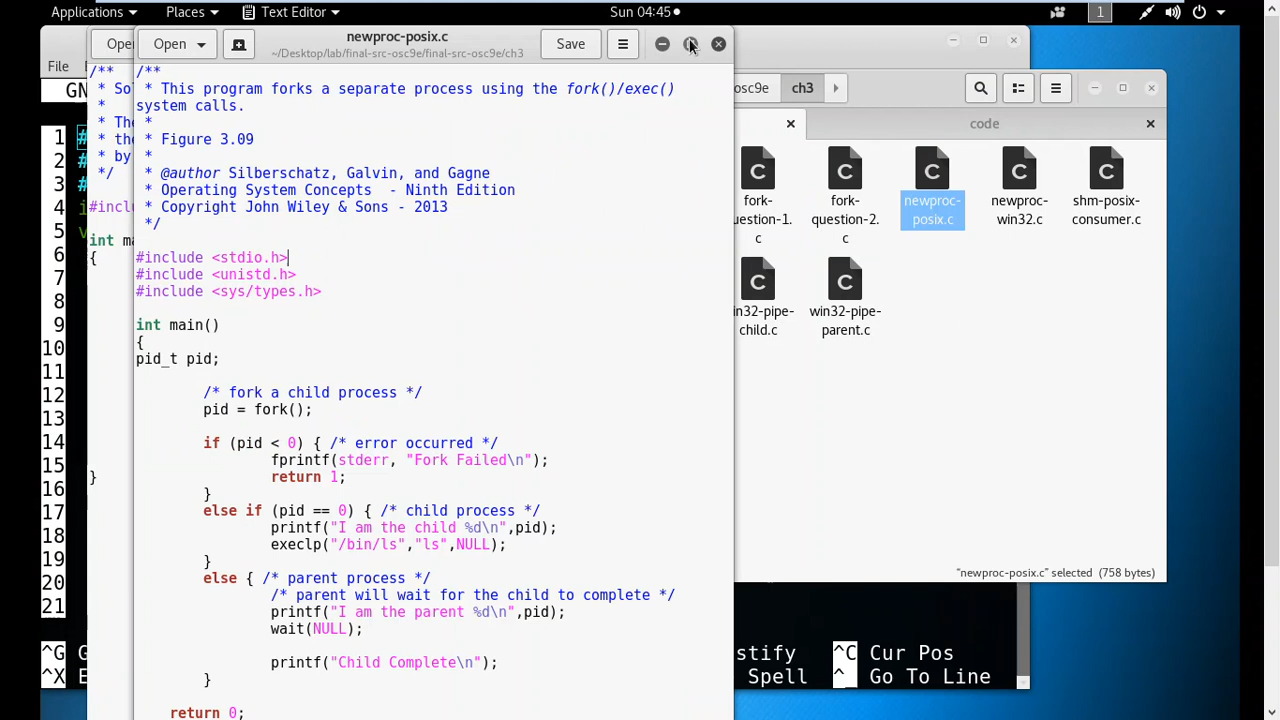 Applications Places Text Editor Sun 04:45 1
Open Open newproc-posix.c Save
~/Desktop/lab/final-src-osc9e/final-src-osc9e/ch3
File
GN
osc9e ch3
code
/**
* So
*
* The
* the
* by
*/
#inclu
int ma
{
}
/**
* This program forks a separate process using the fork()/exec()
system calls.
*
* Figure 3.09
*
* @author Silberschatz, Galvin, and Gagne
* Operating System Concepts  - Ninth Edition
* Copyright John Wiley & Sons - 2013
*/
#include <stdio.h>
#include <unistd.h>
#include <sys/types.h>
int main()
{
pid_t pid;
/* fork a child process */
pid = fork();
if (pid < 0) { /* error occurred */
fprintf(stderr, "Fork Failed\n");
return 1;
}
else if (pid == 0) { /* child process */
printf("I am the child %d\n",pid);
execlp("/bin/ls","ls",NULL);
}
else { /* parent process */
/* parent will wait for the child to complete */
printf("I am the parent %d\n",pid);
wait(NULL);
printf("Child Complete\n");
}
return 0;
1 #
2 #
3 #
4 i
5 v
6
7
8
9
10
11
12
13
14
15
16
17
18
19
20
21
fork-
question-1.
c
fork-
question-2.
c
newproc-
posix.c
newproc-
win32.c
shm-posix-
consumer.c
in32-pipe-
child.c
win32-pipe-
parent.c
"newproc-posix.c" selected (758 bytes)
^G G stify ^C Cur Pos
^X E Spell ^ Go To Line